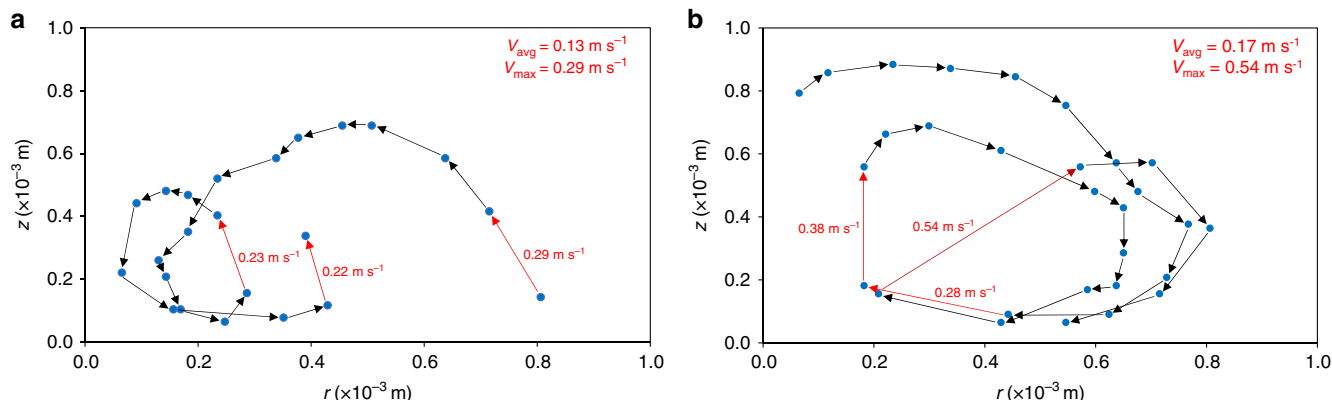 a
V_avg = 0.13 m s⁻¹
V_max = 0.29 m s⁻¹
1.0
0.8
0.6
0.4
0.2
0.0
z (×10⁻³ m)
0.23 m s⁻¹
0.22 m s⁻¹
0.29 m s⁻¹
0.0 0.2 0.4 0.6 0.8 1.0
r (×10⁻³ m)
b
V_avg = 0.17 m s⁻¹
V_max = 0.54 m s⁻¹
1.0
0.8
0.6
0.4
0.2
0.0
z (×10⁻³ m)
0.38 m s⁻¹
0.54 m s⁻¹
0.28 m s⁻¹
0.0 0.2 0.4 0.6 0.8 1.0
r (×10⁻³ m)